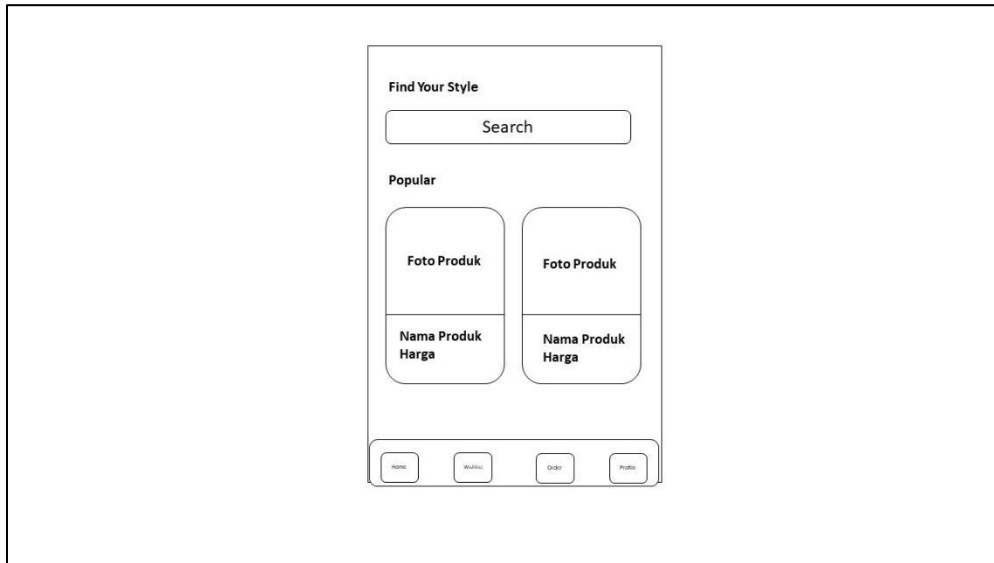 Find Your Style
Search
Popular
Foto Produk
Foto Produk
Nama Produk
Harga
Nama Produk
Harga
Home
Wishlist
Order
Profile